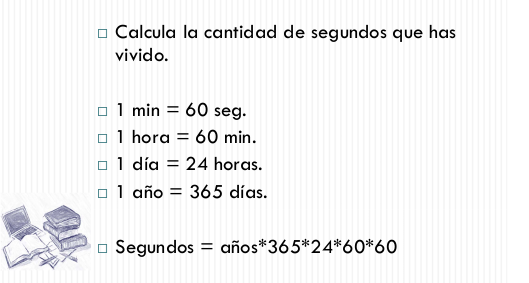 Calcula la cantidad de segundos que has
vivido.
1 min = 60 seg.
1 hora = 60 min.
1 día = 24 horas.
1 año = 365 días.
Segundos = años*365*24*60*60